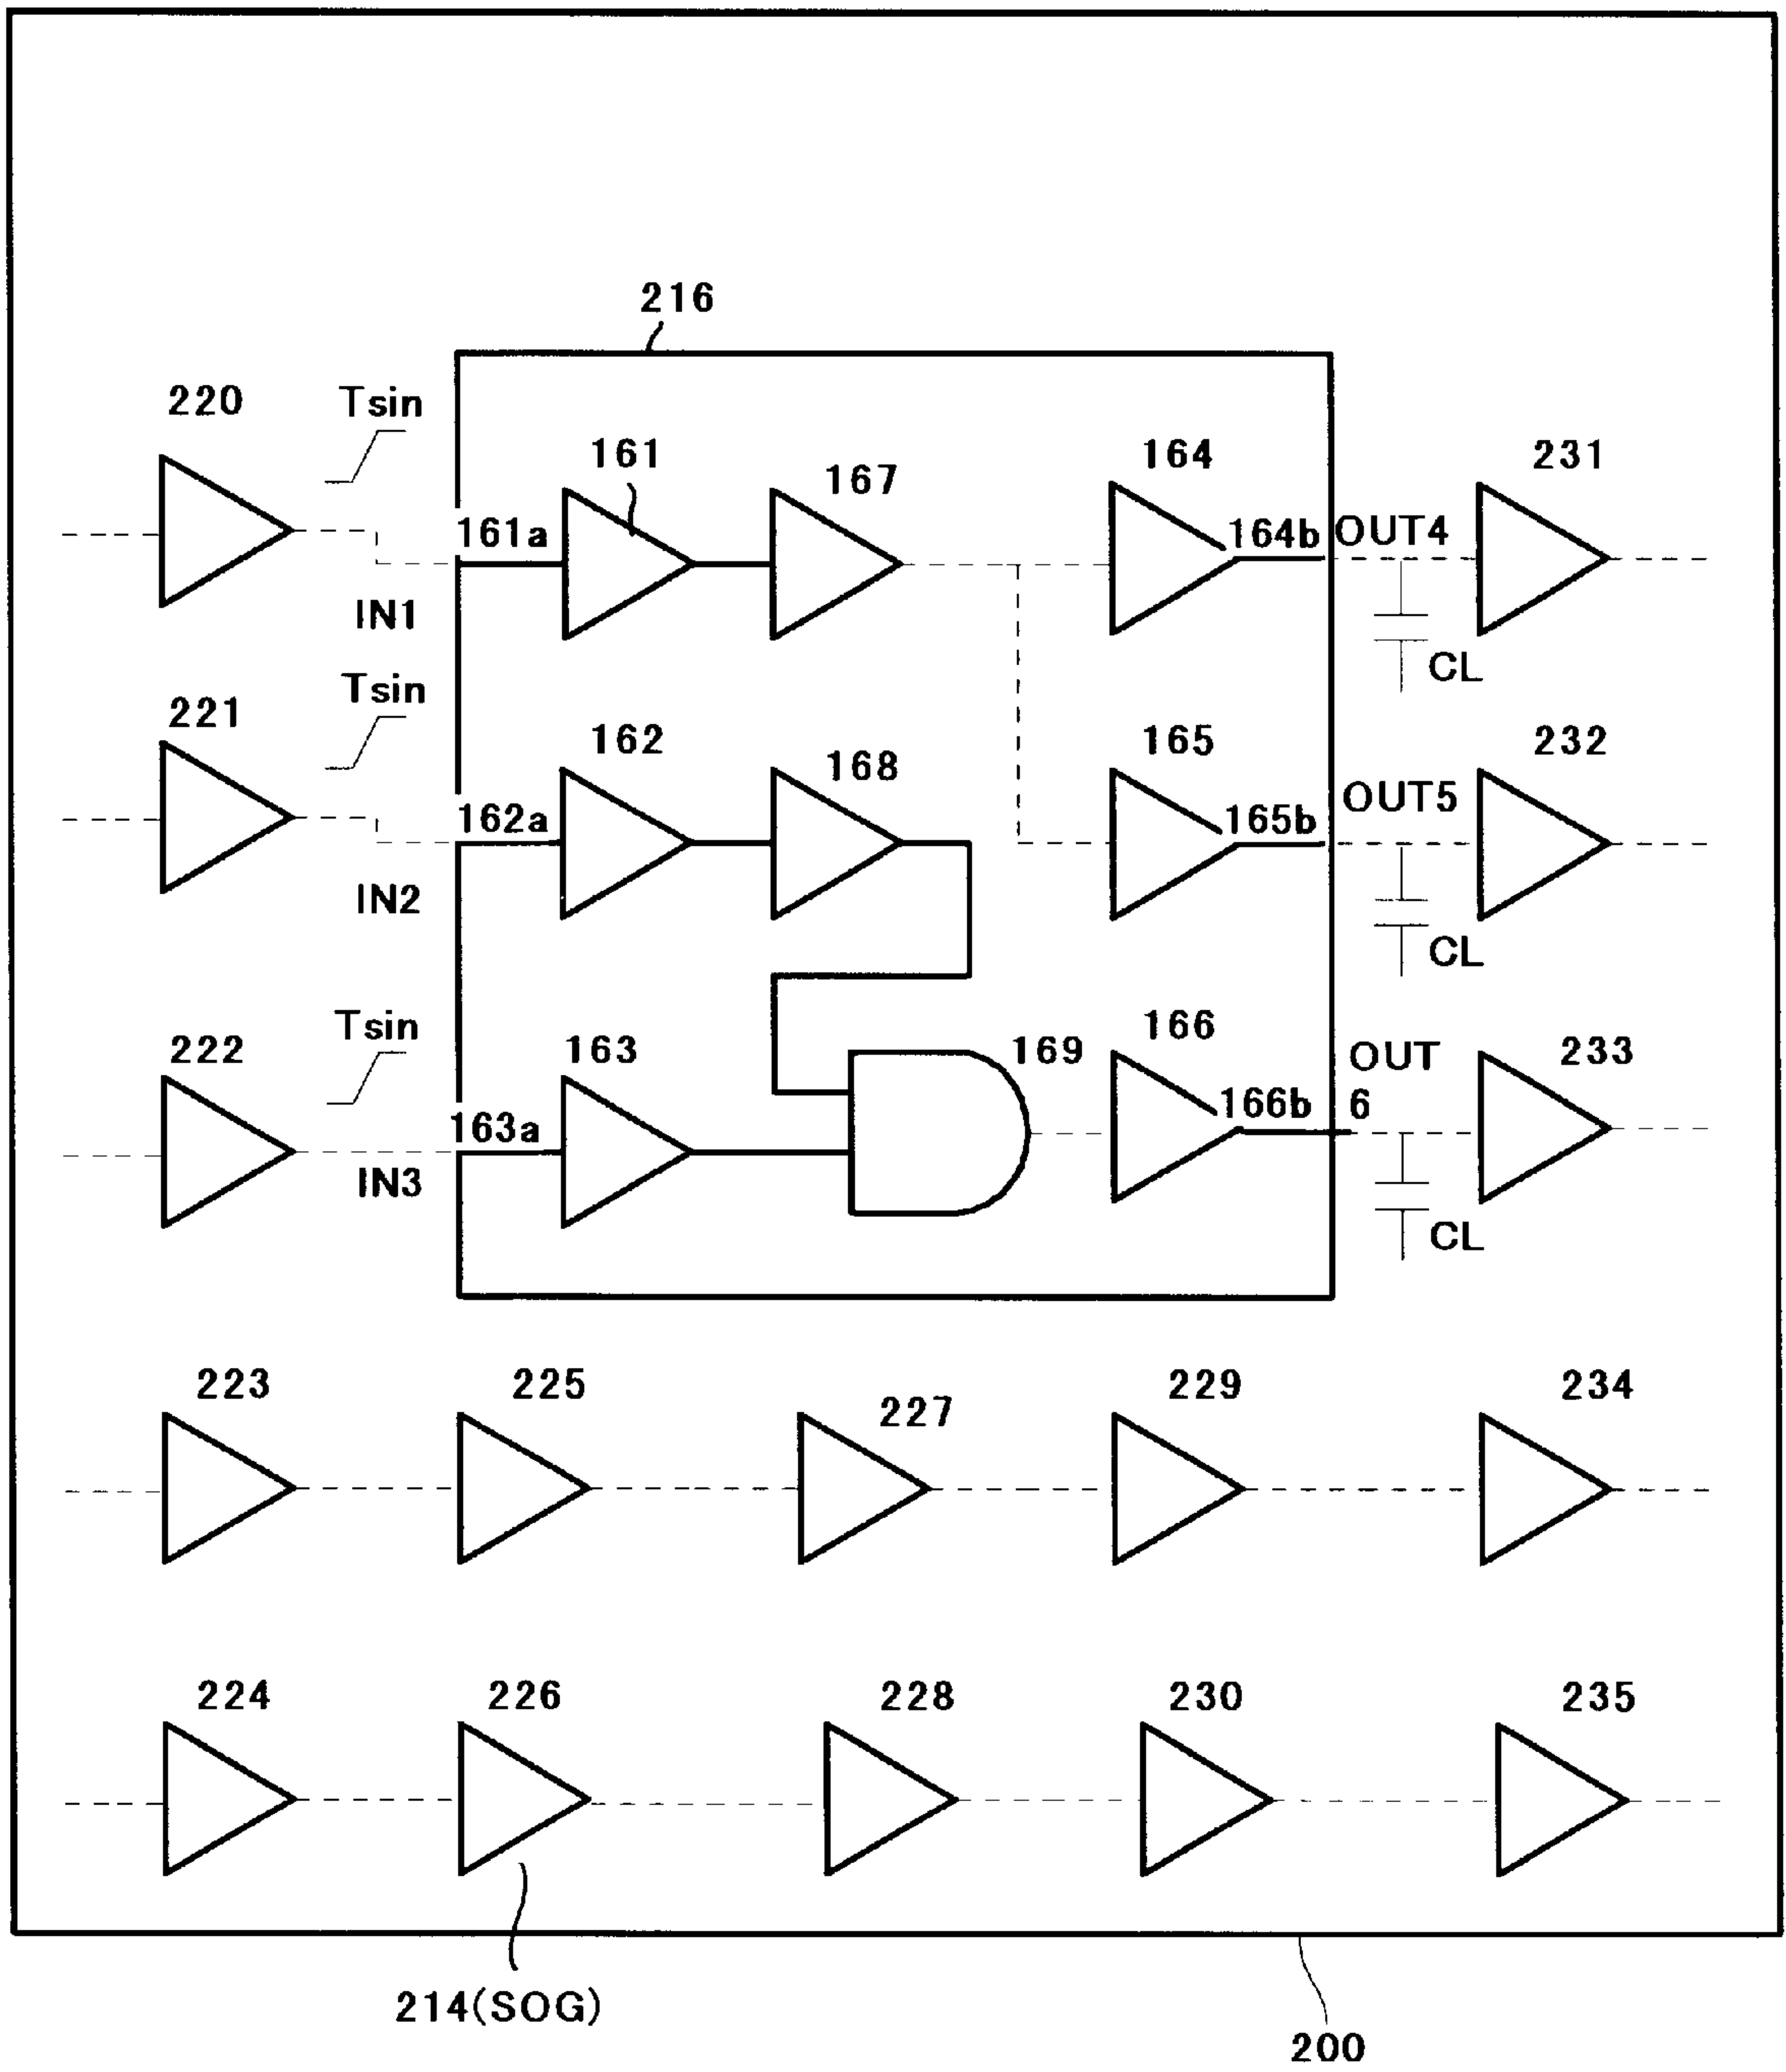 216
220
Tsin
161
167
164
231
161a
164b
OUT4
IN1
CL
Tsin
221
162
168
165
232
162a
165b
OUT5
IN2
CL
Tsin
222
163
169
166
OUT
6
233
163a
166b
IN3
CL
223
225
227
229
234
224
226
228
230
235
214(SOG)
200